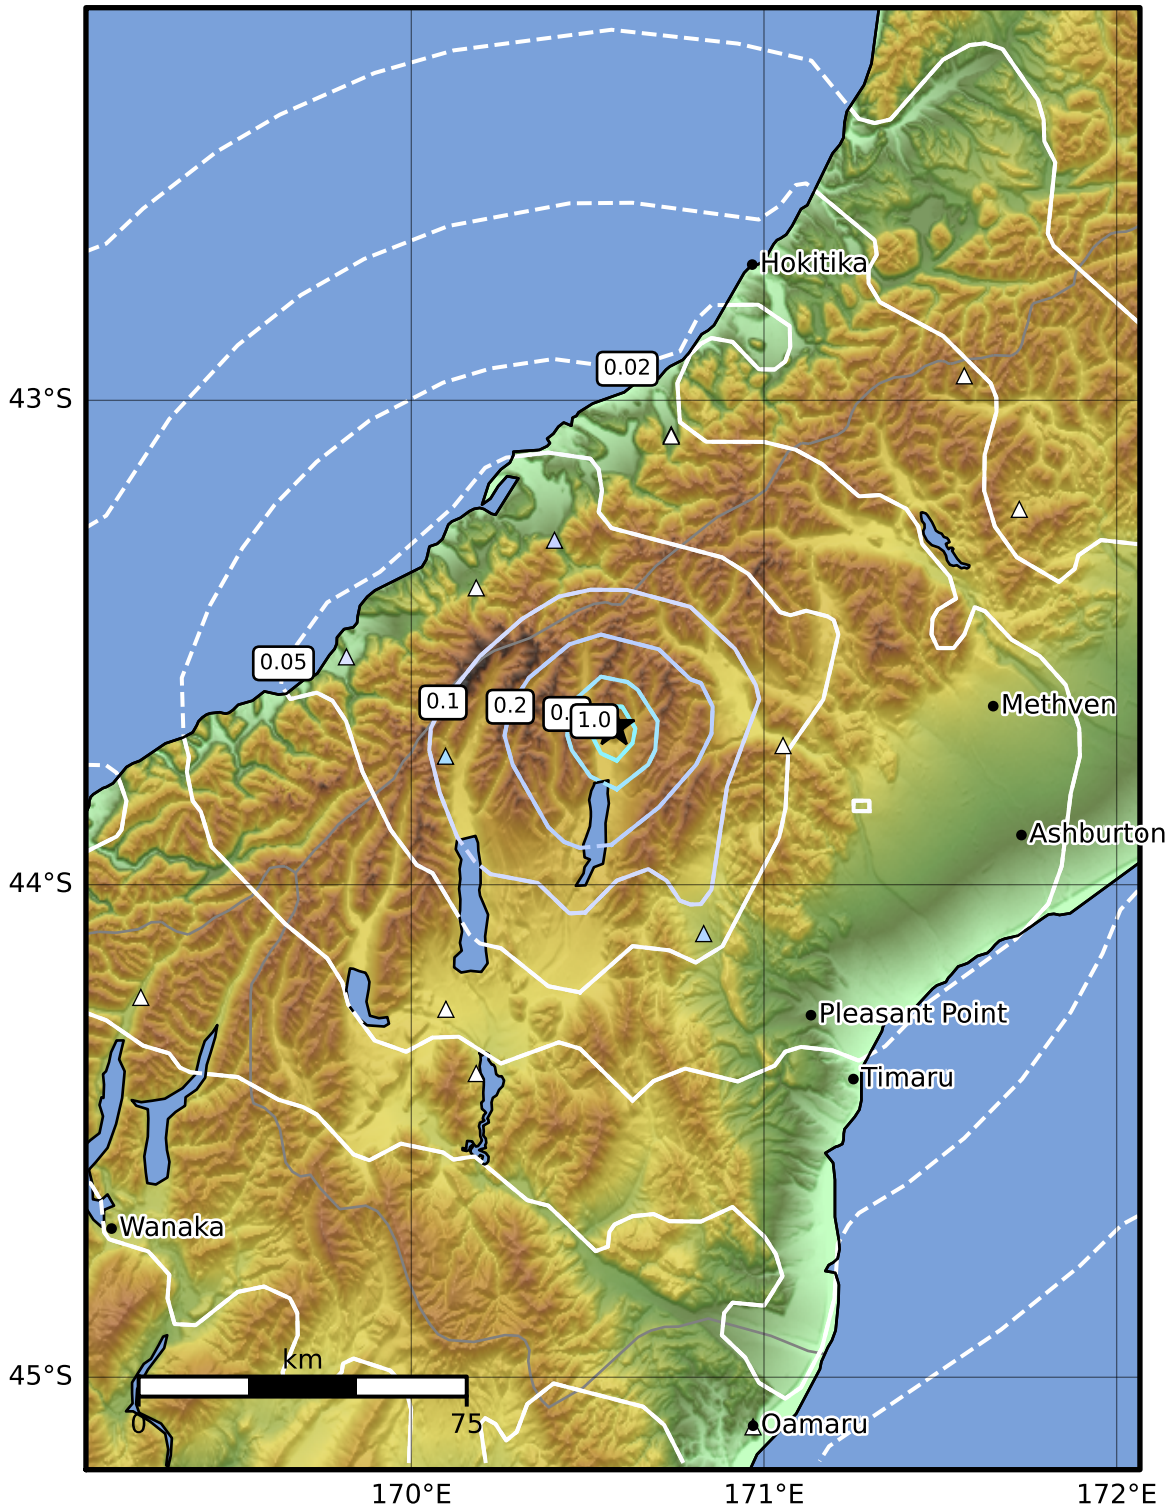 Hokitika
0.02
43°S
0.05
0.1
0.2
1.0
Methven
Ashburton
44°S
Pleasant Point
Timaru
Wanaka
km
45°S
0
75
Oamaru
170°E
171°E
172°E